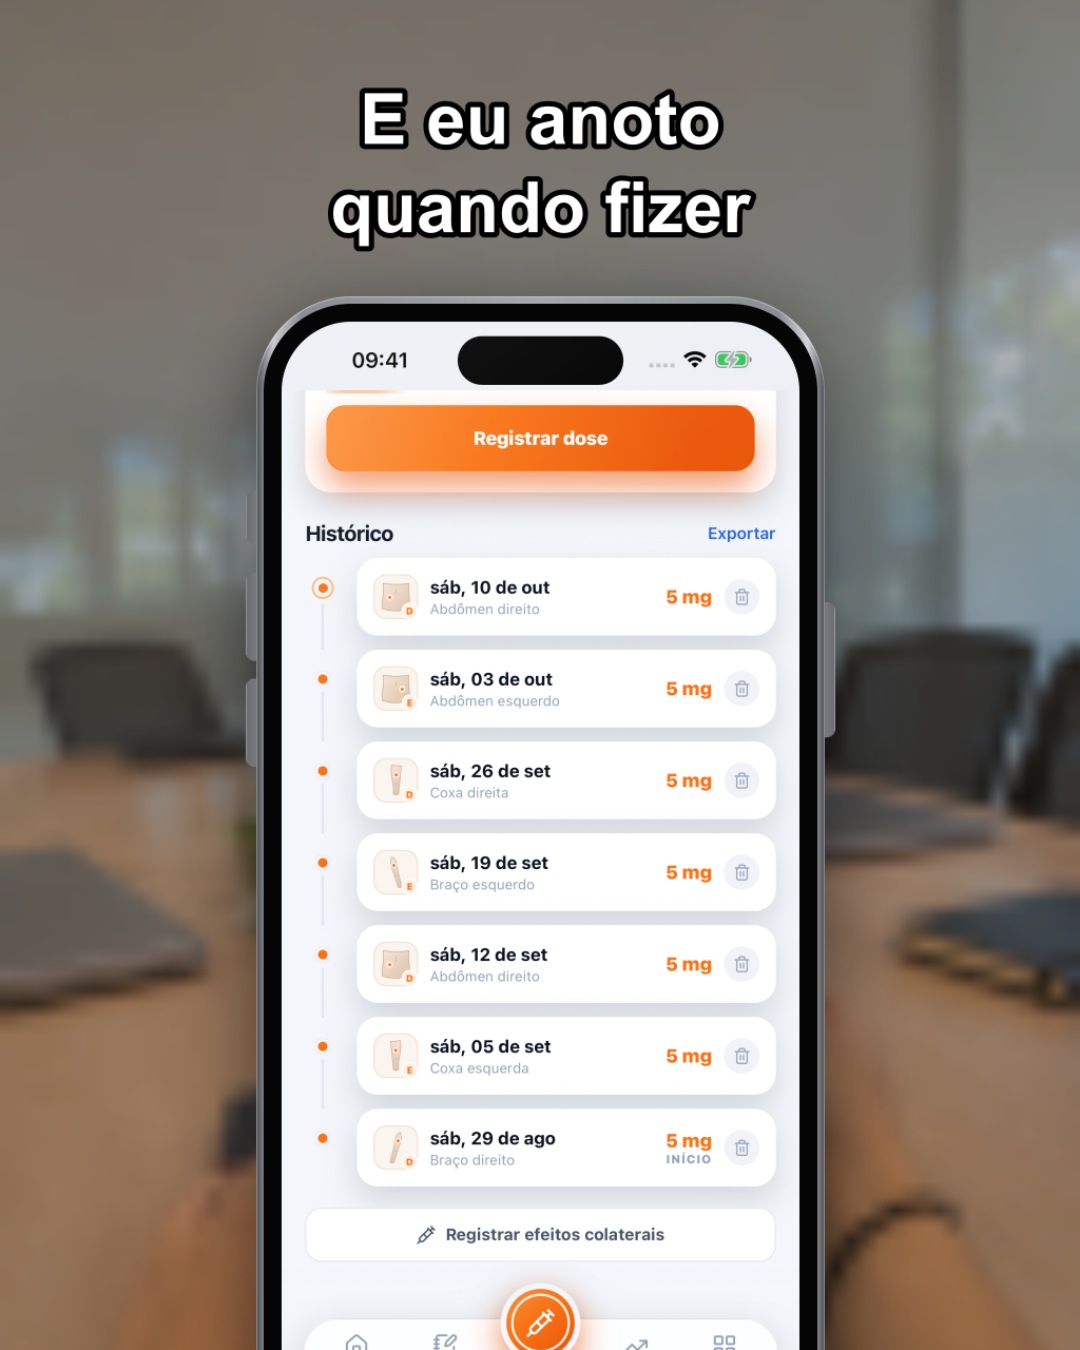 E eu anoto
quando fizer
09:41
Registrar dose
Histórico
Exportar
sáb, 10 de out
Abdômen direito
5 mg
D
sáb, 03 de out
Abdômen esquerdo
5 mg
E
sáb, 26 de set
Coxa direita
5 mg
D
sáb, 19 de set
Braço esquerdo
5 mg
E
sáb, 12 de set
Abdômen direito
5 mg
D
sáb, 05 de set
Coxa esquerda
5 mg
E
sáb, 29 de ago
Braço direito
5 mg
INÍCIO
D
Registrar efeitos colaterais